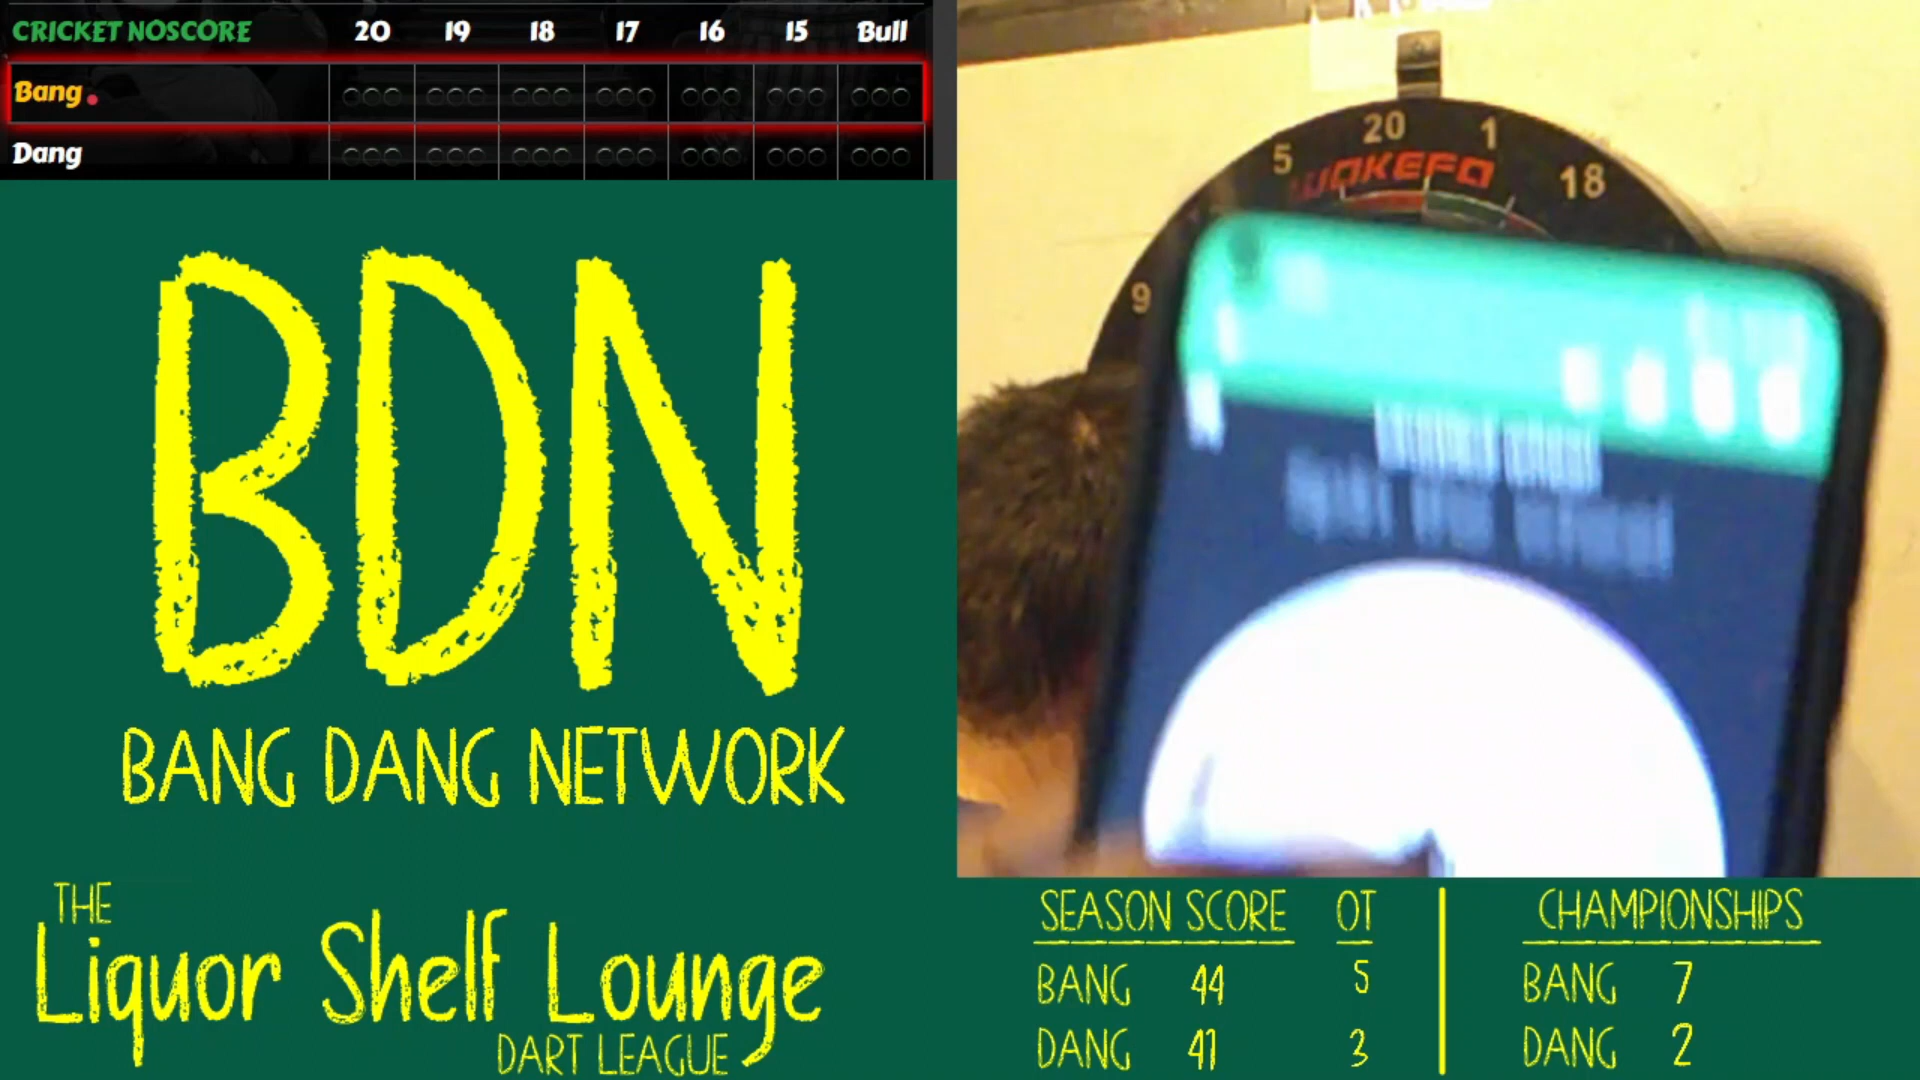 CRICKET NOSCORE 20 19 18 17 16 15 Bull
Bang
Dang
BDN
BANG DANG NETWORK
THE
Liquor Shelf Lounge
DART LEAGUE
5 20 1 18
WOKEFA
9
SEASON SCORE OT CHAMPIONSHIPS
BANG 44 5 BANG 7
DANG 41 3 DANG 2